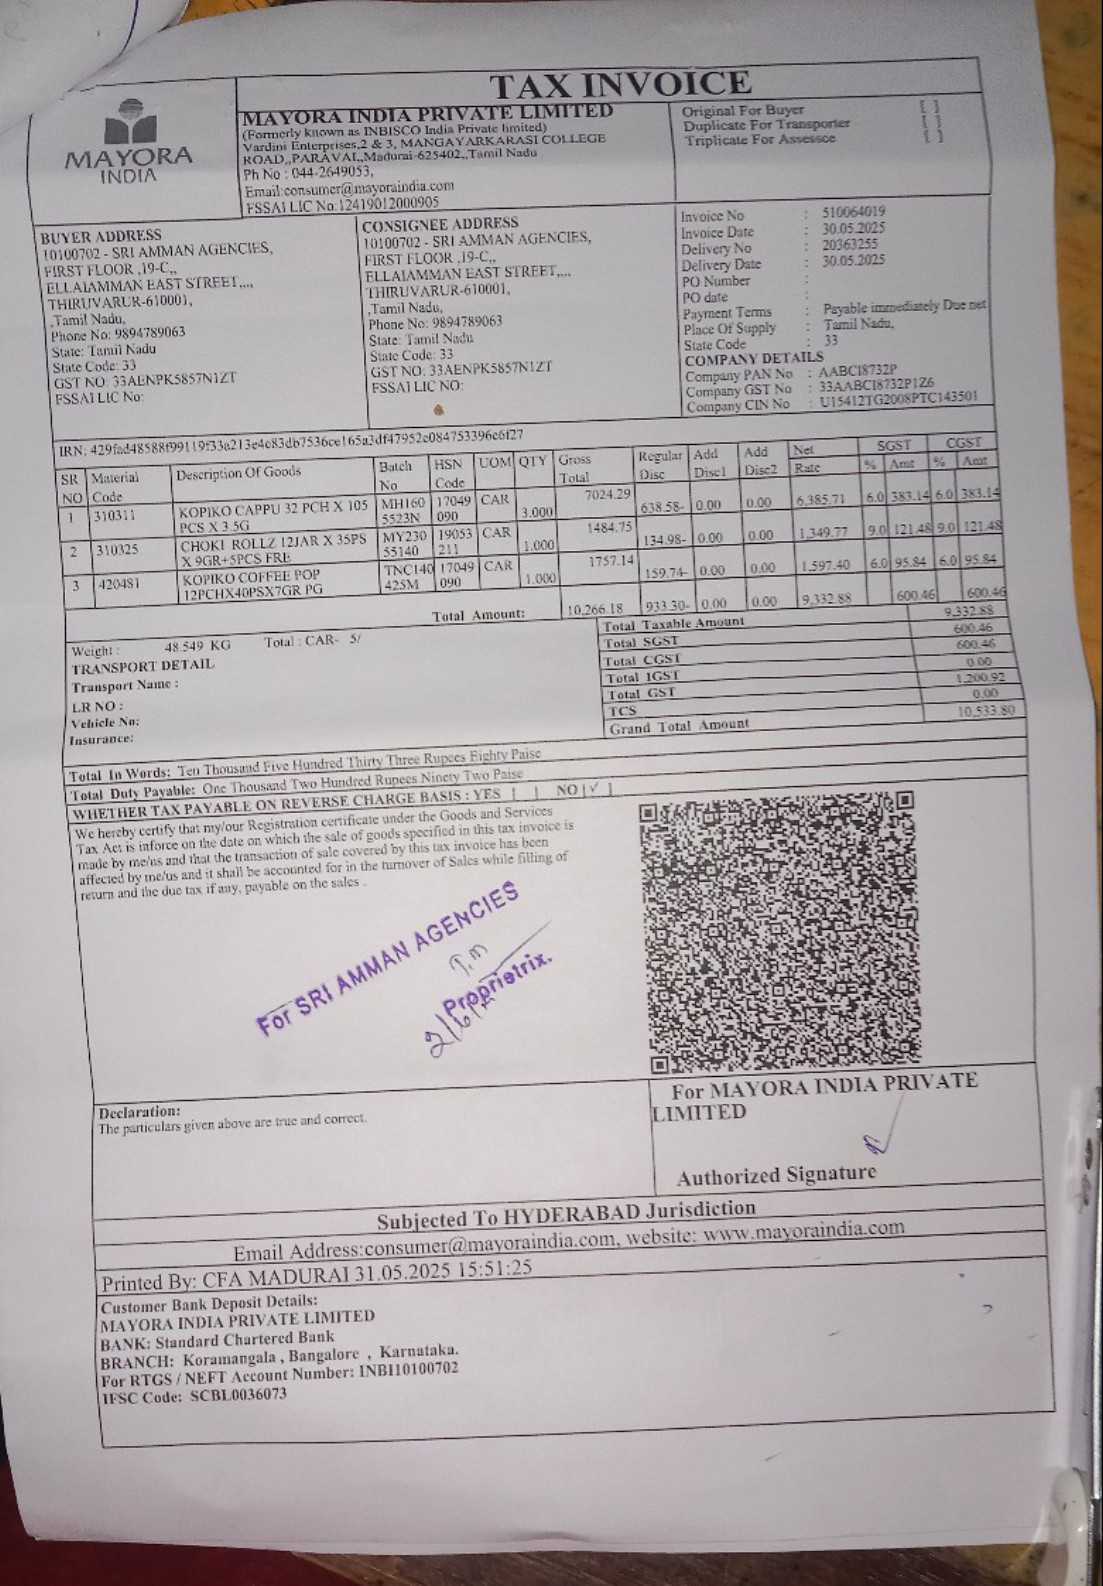 TAX INVOICE
MAYORA
INDIA
MAYORA INDIA PRIVATE LIMITED
(Formerly known as INBISCO India Private limited)
Vardini Enterprises,2 & 3, MANGAYARKARASI COLLEGE
ROAD,,PARAVAI,,Madurai-625402,,Tamil Nadu
Ph No : 044-2649053,
Email:consumer@mayoraindia.com
FSSAI LIC No:12419012000905
Original For Buyer [ ]
Duplicate For Transporter [ ]
Triplicate For Assessee [ ]
BUYER ADDRESS
10100702 - SRI AMMAN AGENCIES,
FIRST FLOOR ,19-C,,
ELLAIAMMAN EAST STREET,,,,
THIRUVARUR-610001,
,Tamil Nadu,
Phone No: 9894789063
State: Tamil Nadu
State Code: 33
GST NO: 33AENPK5857N1ZT
FSSAI LIC No:
CONSIGNEE ADDRESS
10100702 - SRI AMMAN AGENCIES,
FIRST FLOOR ,19-C,,
ELLAIAMMAN EAST STREET,,,,
THIRUVARUR-610001,
,Tamil Nadu,
Phone No: 9894789063
State: Tamil Nadu
State Code: 33
GST NO: 33AENPK5857N1ZT
FSSAI LIC NO:
Invoice No : 510064019
Invoice Date : 30.05.2025
Delivery No : 20363255
Delivery Date : 30.05.2025
PO Number :
PO date :
Payment Terms : Payable immediately Due net
Place Of Supply : Tamil Nadu,
State Code : 33
COMPANY DETAILS
Company PAN No : AABCI8732P
Company GST No : 33AABCI8732P1Z6
Company CIN No : U15412TG2008PTC143501
IRN: 429fad48588f99119f33a213e4c83db7536ce165a3df47952c084753396c6f27
SR NO Material Code Description Of Goods Batch No HSN Code UOM QTY Gross Total Regular Disc Add Disc1 Add Disc2 Net Rate SGST % Amt CGST % Amt
1 310311 KOPIKO CAPPU 32 PCH X 105 PCS X 3.5G MH160 5523N 17049 090 CAR 3.000 7024.29 638.58- 0.00 0.00 6,385.71 6.0 383.14 6.0 383.14
2 310325 CHOKI ROLLZ 12JAR X 35PS X 9GR+5PCS FRE MY230 55140 19053 211 CAR 1.000 1484.75 134.98- 0.00 0.00 1,349.77 9.0 121.48 9.0 121.48
3 420481 KOPIKO COFFEE POP 12PCHX40PSX7GR PG TNC140 425M 17049 090 CAR 1.000 1757.14 159.74- 0.00 0.00 1,597.40 6.0 95.84 6.0 95.84
Total Amount: 10,266.18 933.30- 0.00 0.00 9,332.88 600.46 600.46
Weight : 48.549 KG Total : CAR- 5/
TRANSPORT DETAIL
Transport Name :
LR NO :
Vehicle No:
Insurance:
Total Taxable Amount 9,332.88
Total SGST 600.46
Total CGST 600.46
Total IGST 0.00
Total GST 1,200.92
TCS 0.00
Grand Total Amount 10,533.80
Total In Words: Ten Thousand Five Hundred Thirty Three Rupees Eighty Paise
Total Duty Payable: One Thousand Two Hundred Rupees Ninety Two Paise
WHETHER TAX PAYABLE ON REVERSE CHARGE BASIS : YES [ ] NO [√ ]
We hereby certify that my/our Registration certificate under the Goods and Services
Tax Act is inforce on the date on which the sale of goods specified in this tax invoice is
made by me/us and that the transaction of sale covered by this tax invoice has been
affected by me/us and it shall be accounted for in the turnover of Sales while filling of
return and the due tax if any, payable on the sales .
For SRI AMMAN AGENCIES
Proprietrix.
Declaration:
The particulars given above are true and correct.
For MAYORA INDIA PRIVATE
LIMITED
Authorized Signature
Subjected To HYDERABAD Jurisdiction
Email Address:consumer@mayoraindia.com, website: www.mayoraindia.com
Printed By: CFA MADURAI 31.05.2025 15:51:25
Customer Bank Deposit Details:
MAYORA INDIA PRIVATE LIMITED
BANK: Standard Chartered Bank
BRANCH: Koramangala , Bangalore , Karnataka.
For RTGS / NEFT Account Number: INBI10100702
IFSC Code: SCBL0036073